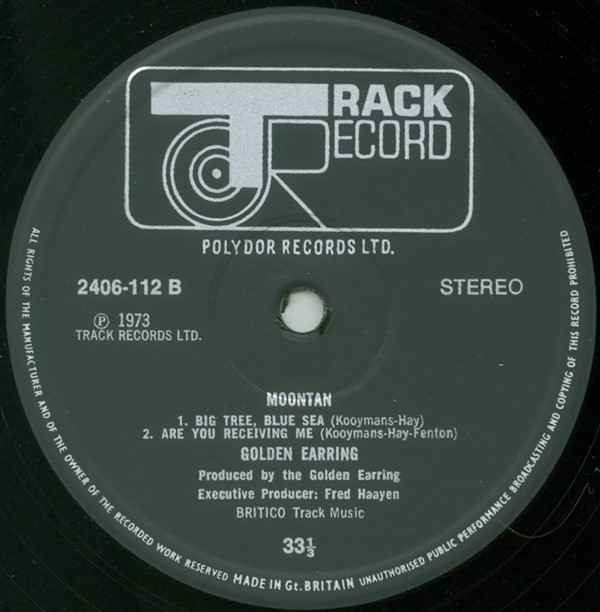 TRACK
RECORD
POLYDOR RECORDS LTD.
2406-112 B
STEREO
Ⓟ 1973
TRACK RECORDS LTD.
MOONTAN
1. BIG TREE, BLUE SEA (Kooymans-Hay)
2. ARE YOU RECEIVING ME (Kooymans-Hay-Fenton)
GOLDEN EARRING
Produced by the Golden Earring
Executive Producer: Fred Haayen
BRITICO Track Music
33⅓
ALL RIGHTS OF THE MANUFACTURER AND OF THE OWNER OF THE RECORDED WORK RESERVED MADE IN Gt. BRITAIN UNAUTHORISED PUBLIC PERFORMANCE BROADCASTING AND COPYING OF THIS RECORD PROHIBITED